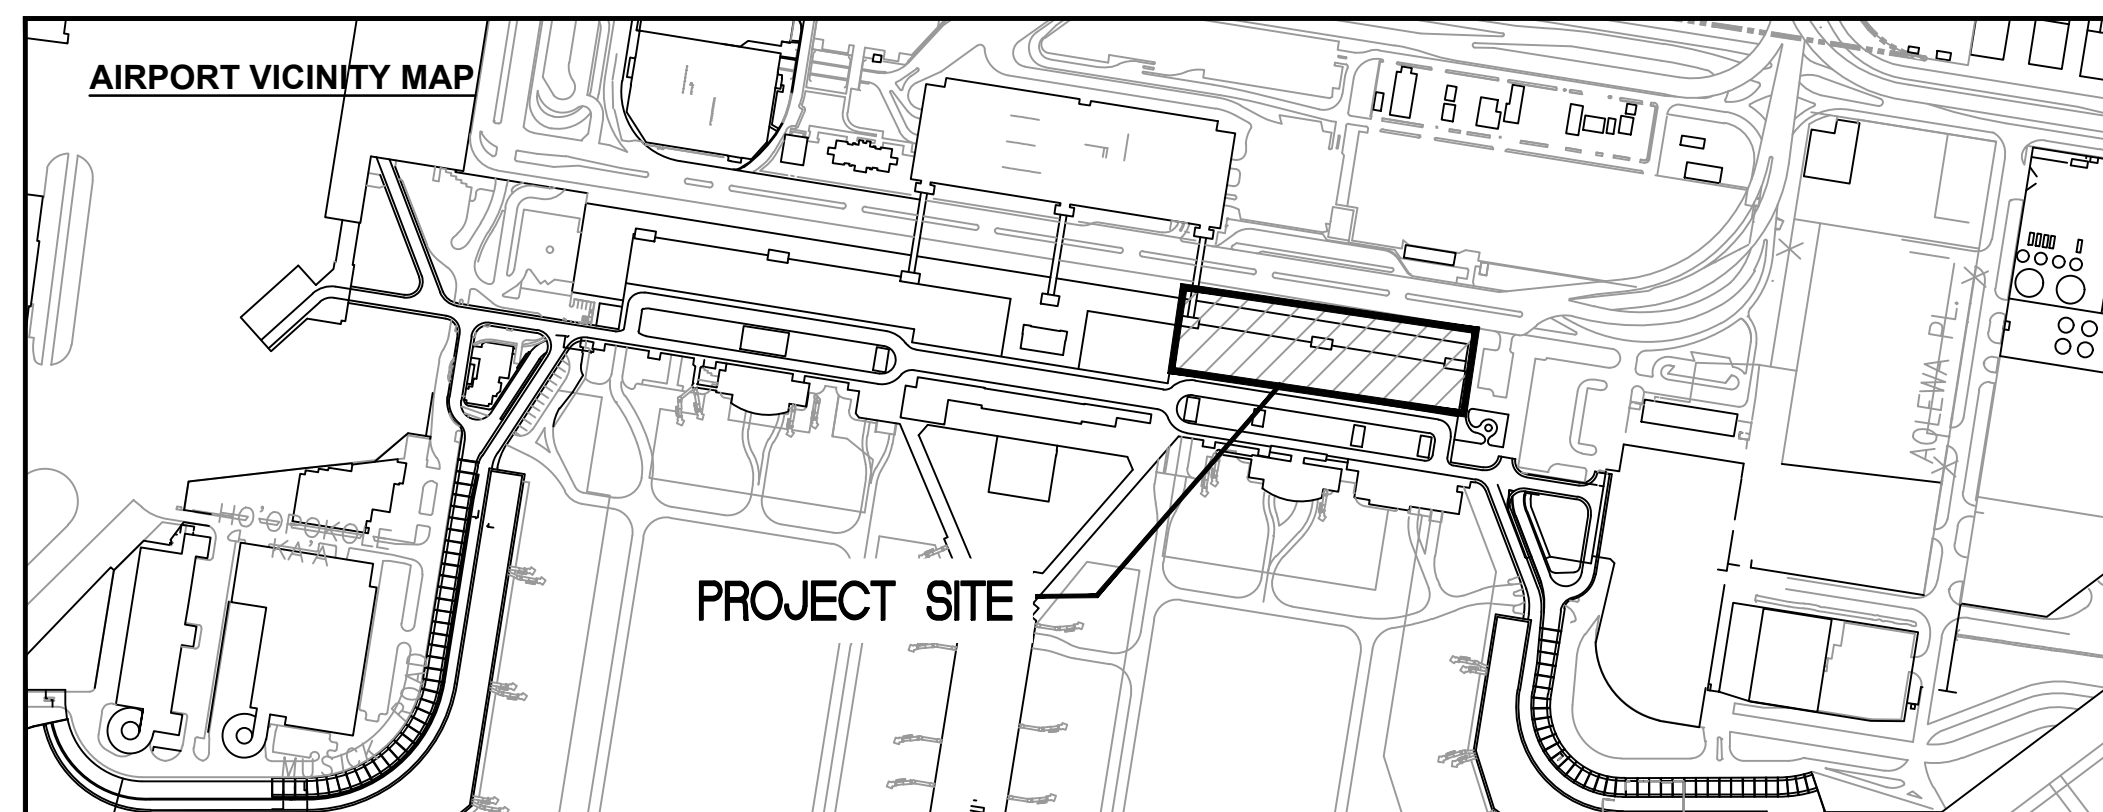 AIRPORT VICINITY MAP
AOLEWA PL.
HO'OPOKOLE
KA'A
PROJECT SITE
MUSICK ROAD